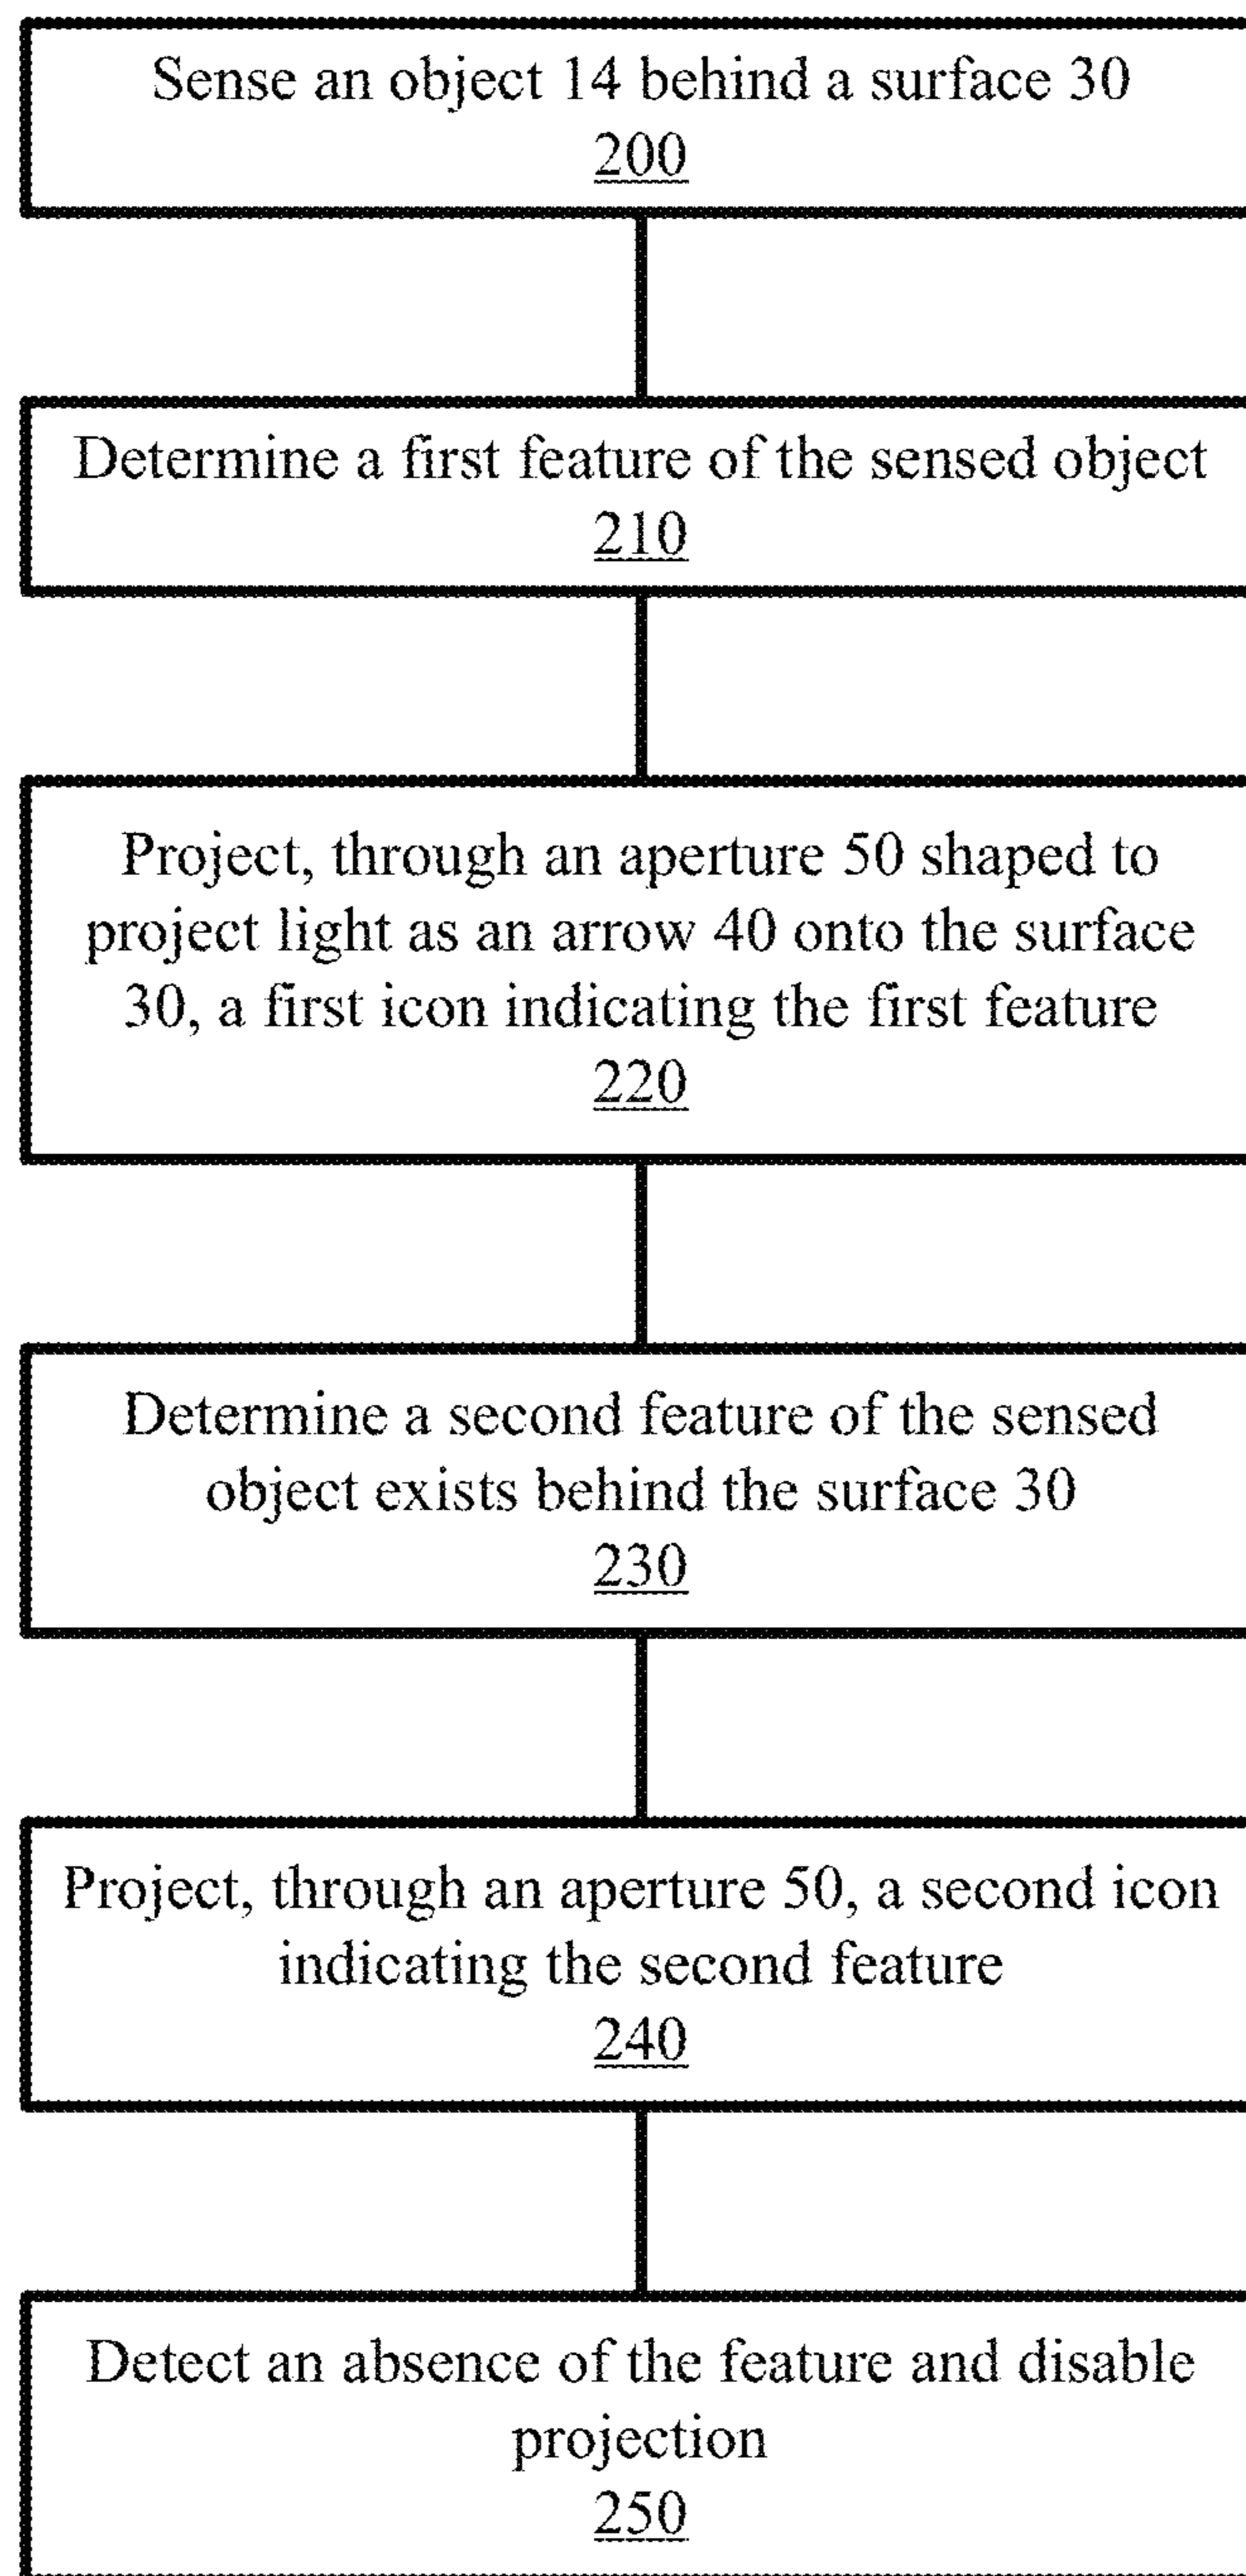 Sense an object 14 behind a surface 30
200
Determine a first feature of the sensed object
210
Project, through an aperture 50 shaped to
project light as an arrow 40 onto the surface
30, a first icon indicating the first feature
220
Determine a second feature of the sensed
object exists behind the surface 30
230
Project, through an aperture 50, a second icon
indicating the second feature
240
Detect an absence of the feature and disable
projection
250